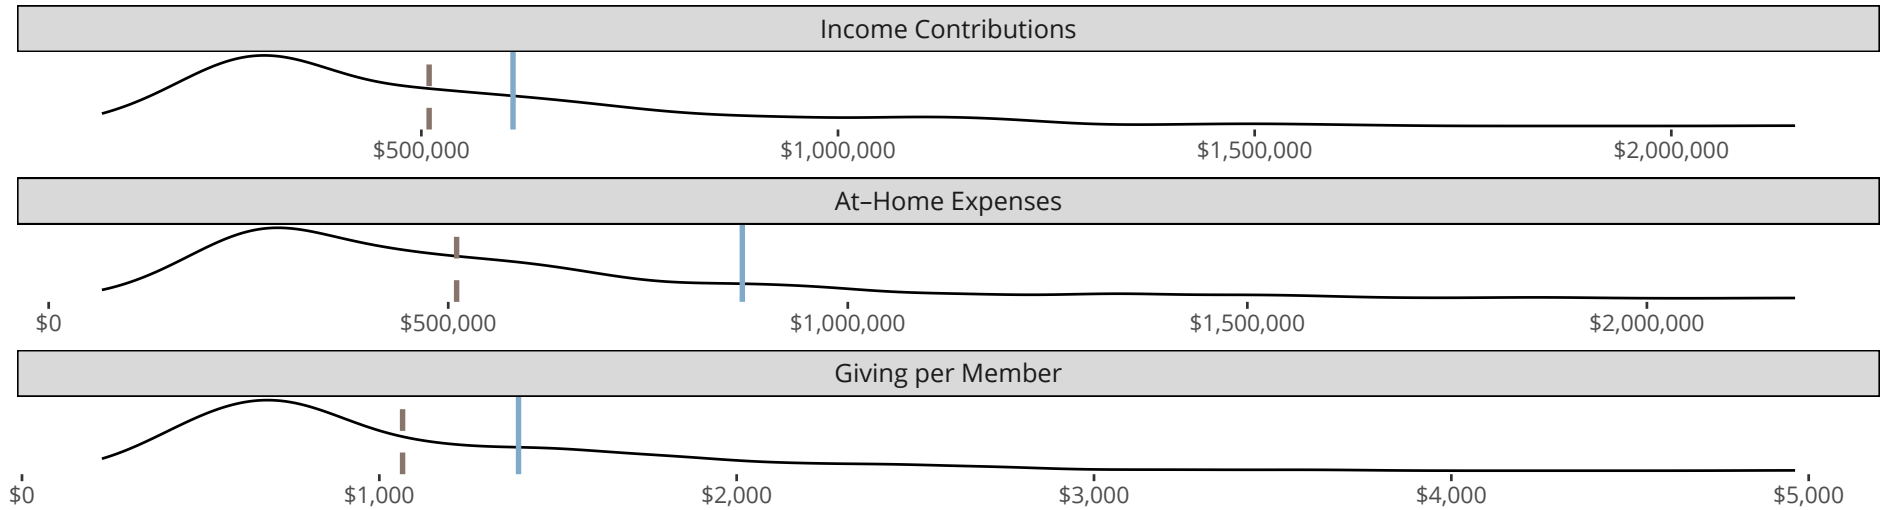 Income Contributions
$500,000 $1,000,000 $1,500,000 $2,000,000
At–Home Expenses
$0 $500,000 $1,000,000 $1,500,000 $2,000,000
Giving per Member
$0 $1,000 $2,000 $3,000 $4,000 $5,000